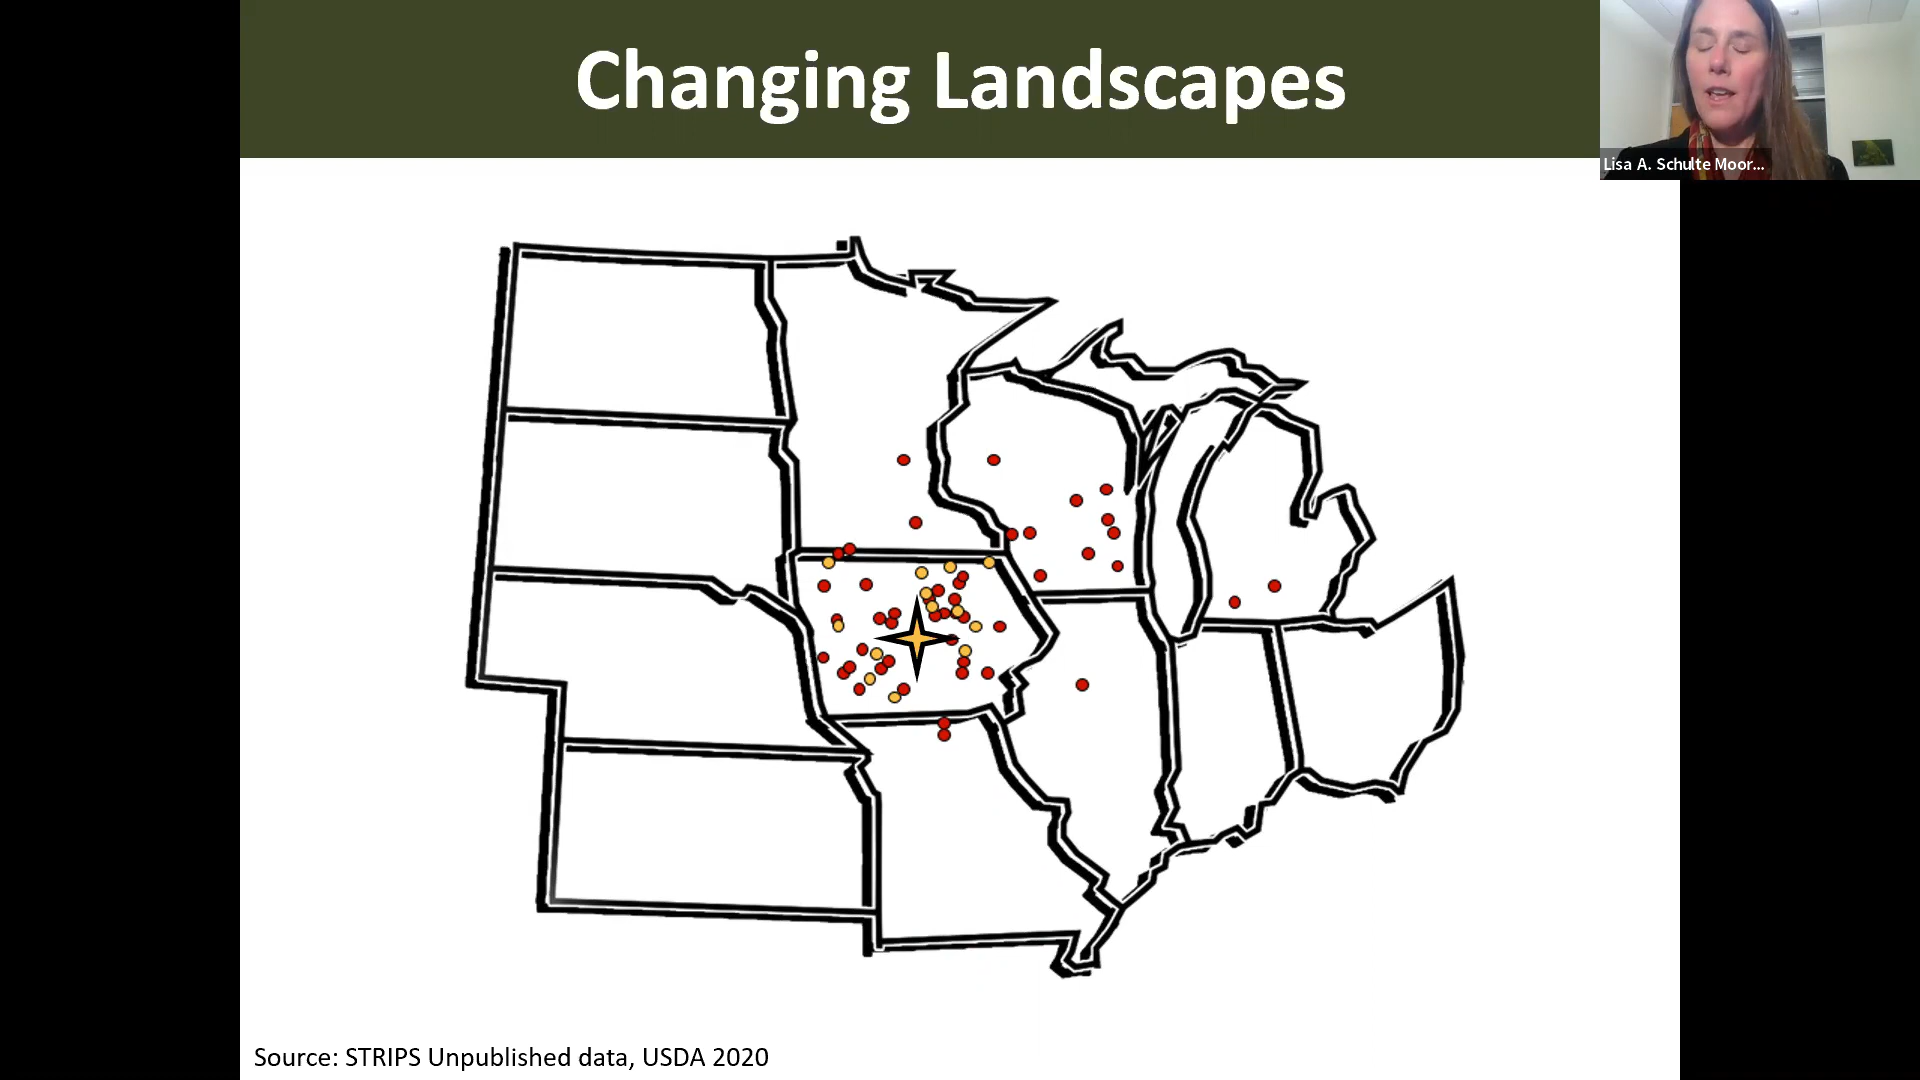 Changing Landscapes
Lisa A. Schulte Moor...
Source: STRIPS Unpublished data, USDA 2020